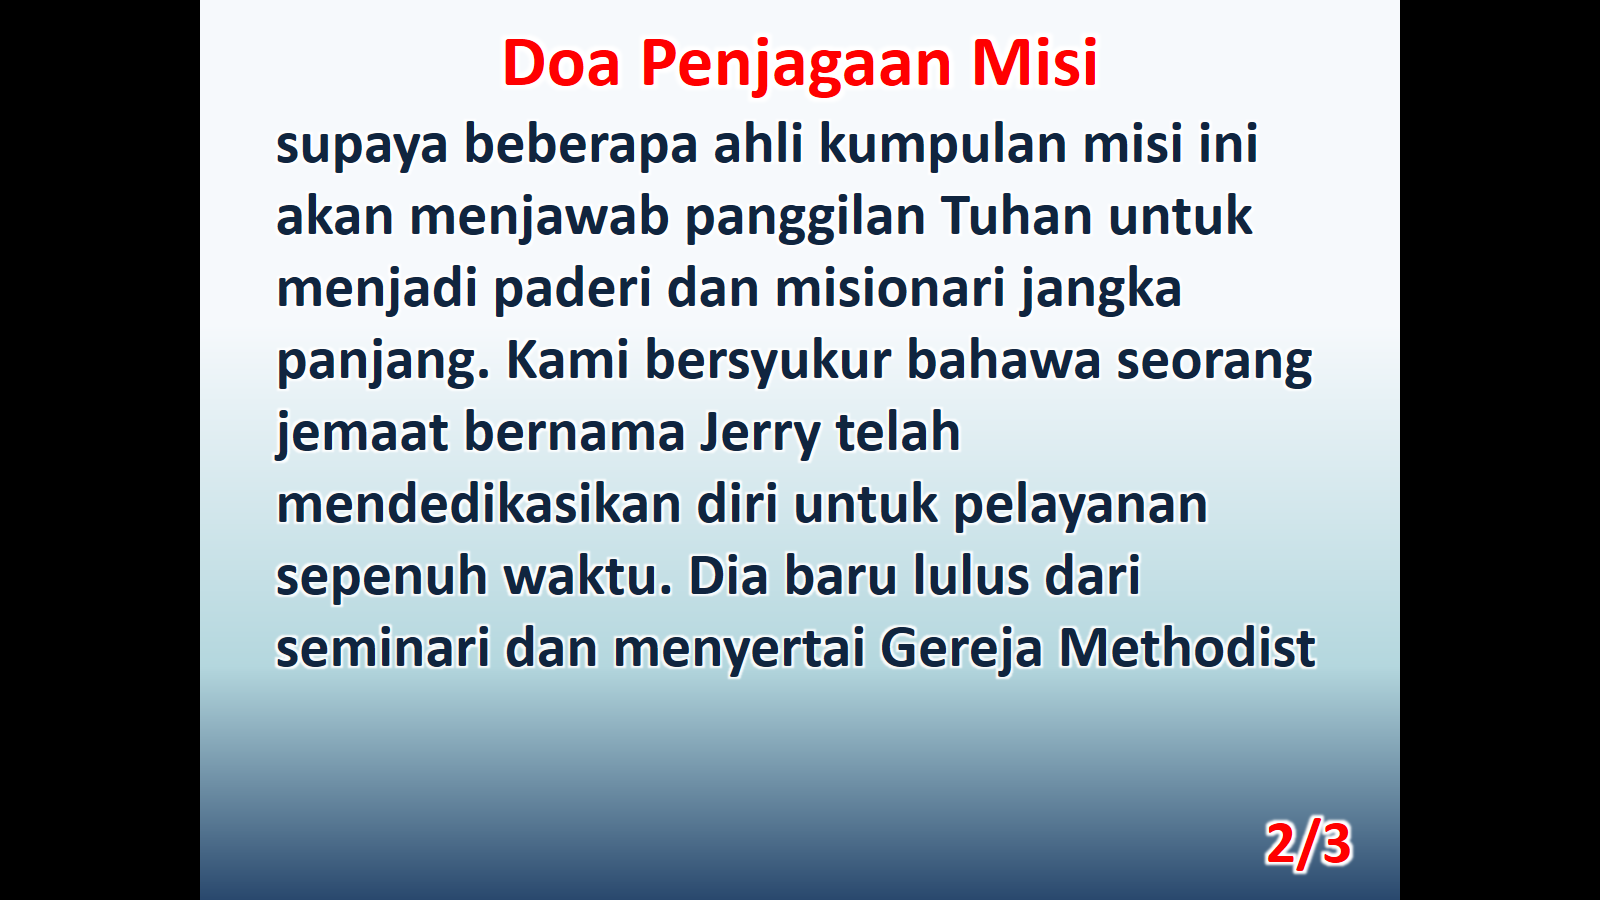 Doa Penjagaan Misi
supaya beberapa ahli kumpulan misi ini
akan menjawab panggilan Tuhan untuk
menjadi paderi dan misionari jangka
panjang. Kami bersyukur bahawa seorang
jemaat bernama Jerry telah
mendedikasikan diri untuk pelayanan
sepenuh waktu. Dia baru lulus dari
seminari dan menyertai Gereja Methodist
2/3